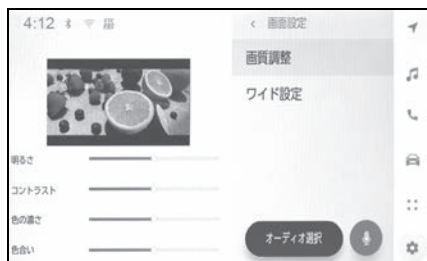 4:12
< 画面設定
画質調整
ワイド設定
明るさ
コントラスト
色の濃さ
色合い
オーディオ選択